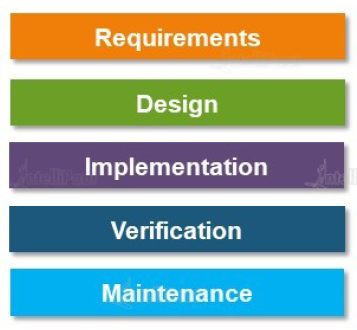 Requirements
Design
Implementation
Verification
Maintenance